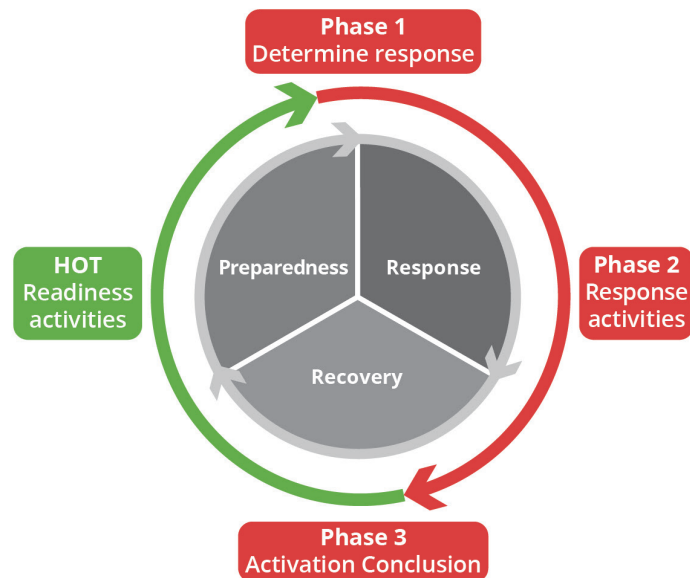 Phase 1
Determine response
Preparedness
Response
HOT
Readiness
activities
Phase 2
Response
activities
Recovery
Phase 3
Activation Conclusion